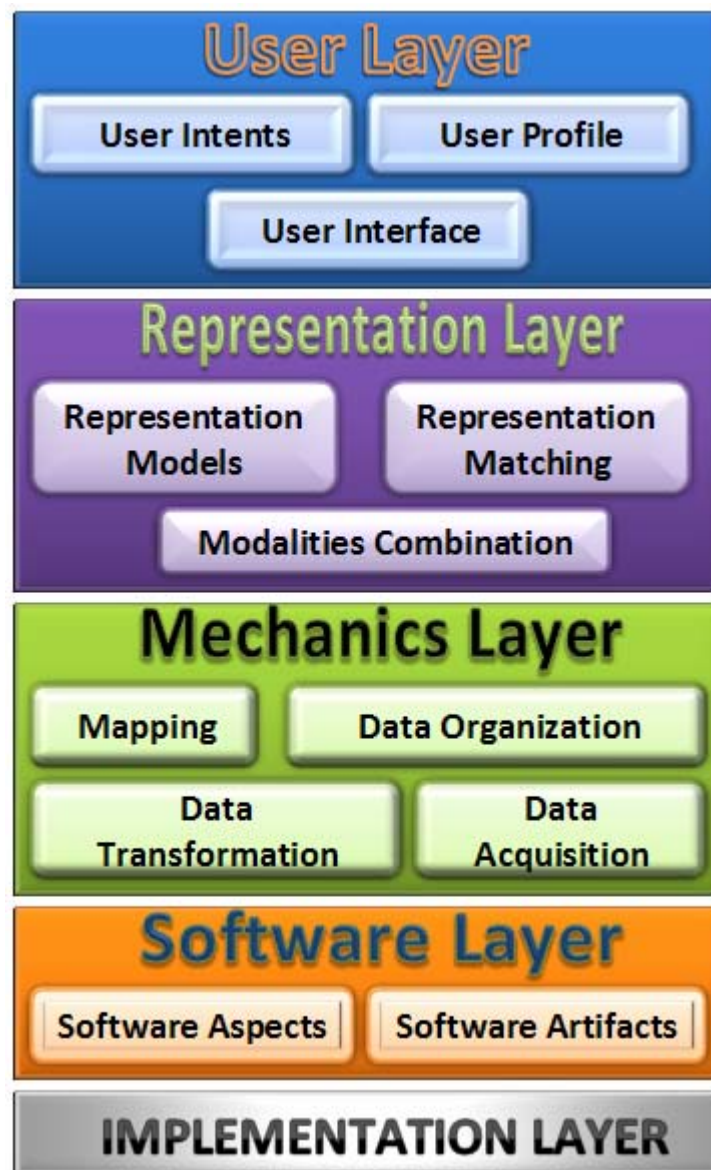 User Layer
User Intents
User Profile
User Interface
Representation Layer
Representation
Models
Representation
Matching
Modalities Combination
Mechanics Layer
Mapping
Data Organization
Data
Transformation
Data
Acquisition
Software Layer
Software Aspects
Software Artifacts
IMPLEMENTATION LAYER